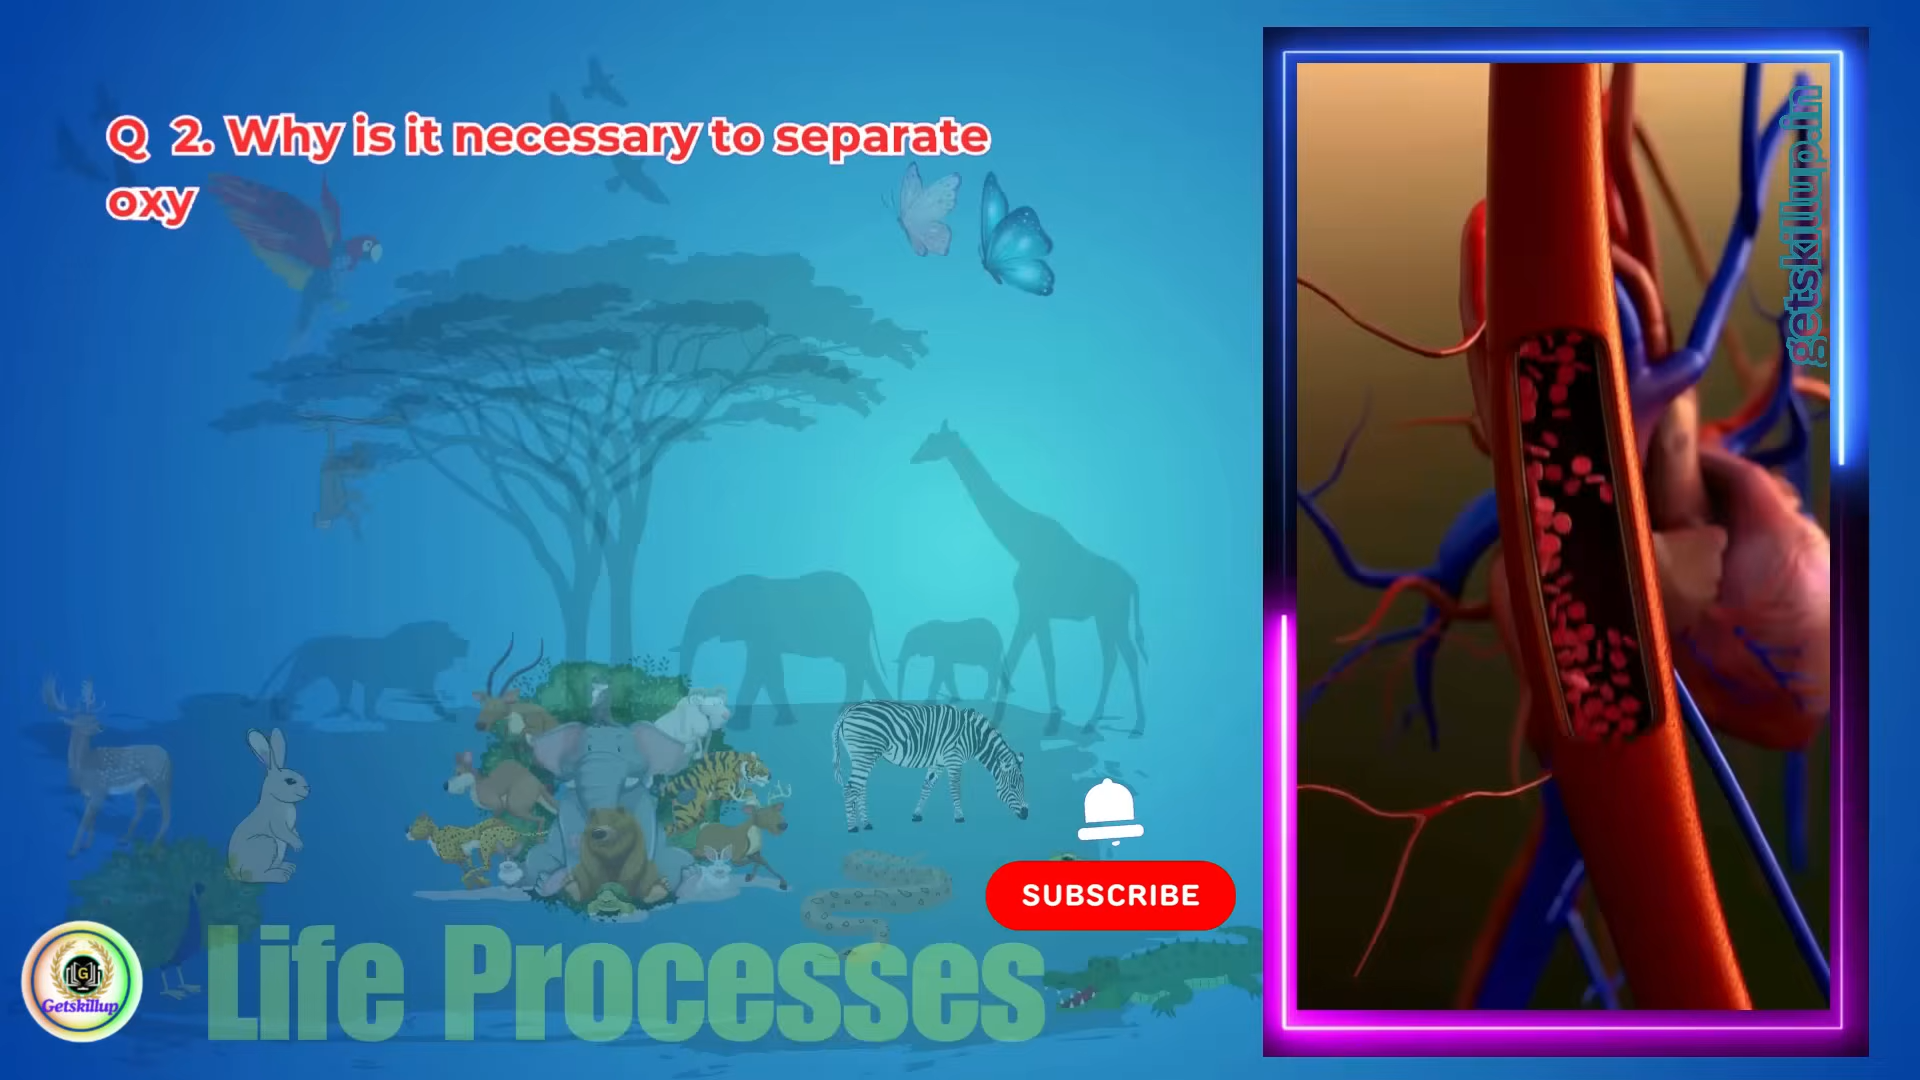 Q 2. Why is it necessary to separate
oxy
getskillup.in
SUBSCRIBE
G
Getskillup
Life Processes